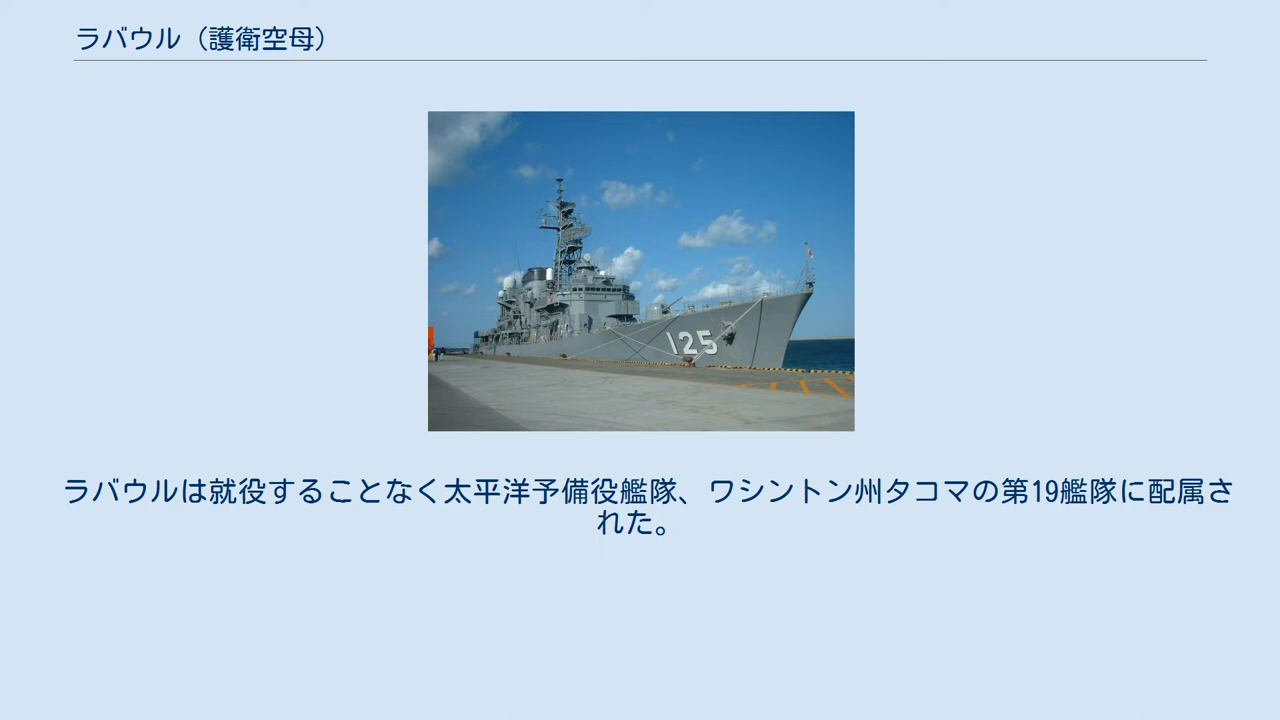 ラバウル（護衛空母）
125
ラバウルは就役することなく太平洋予備役艦隊、ワシントン州タコマの第19艦隊に配属さ
れた。